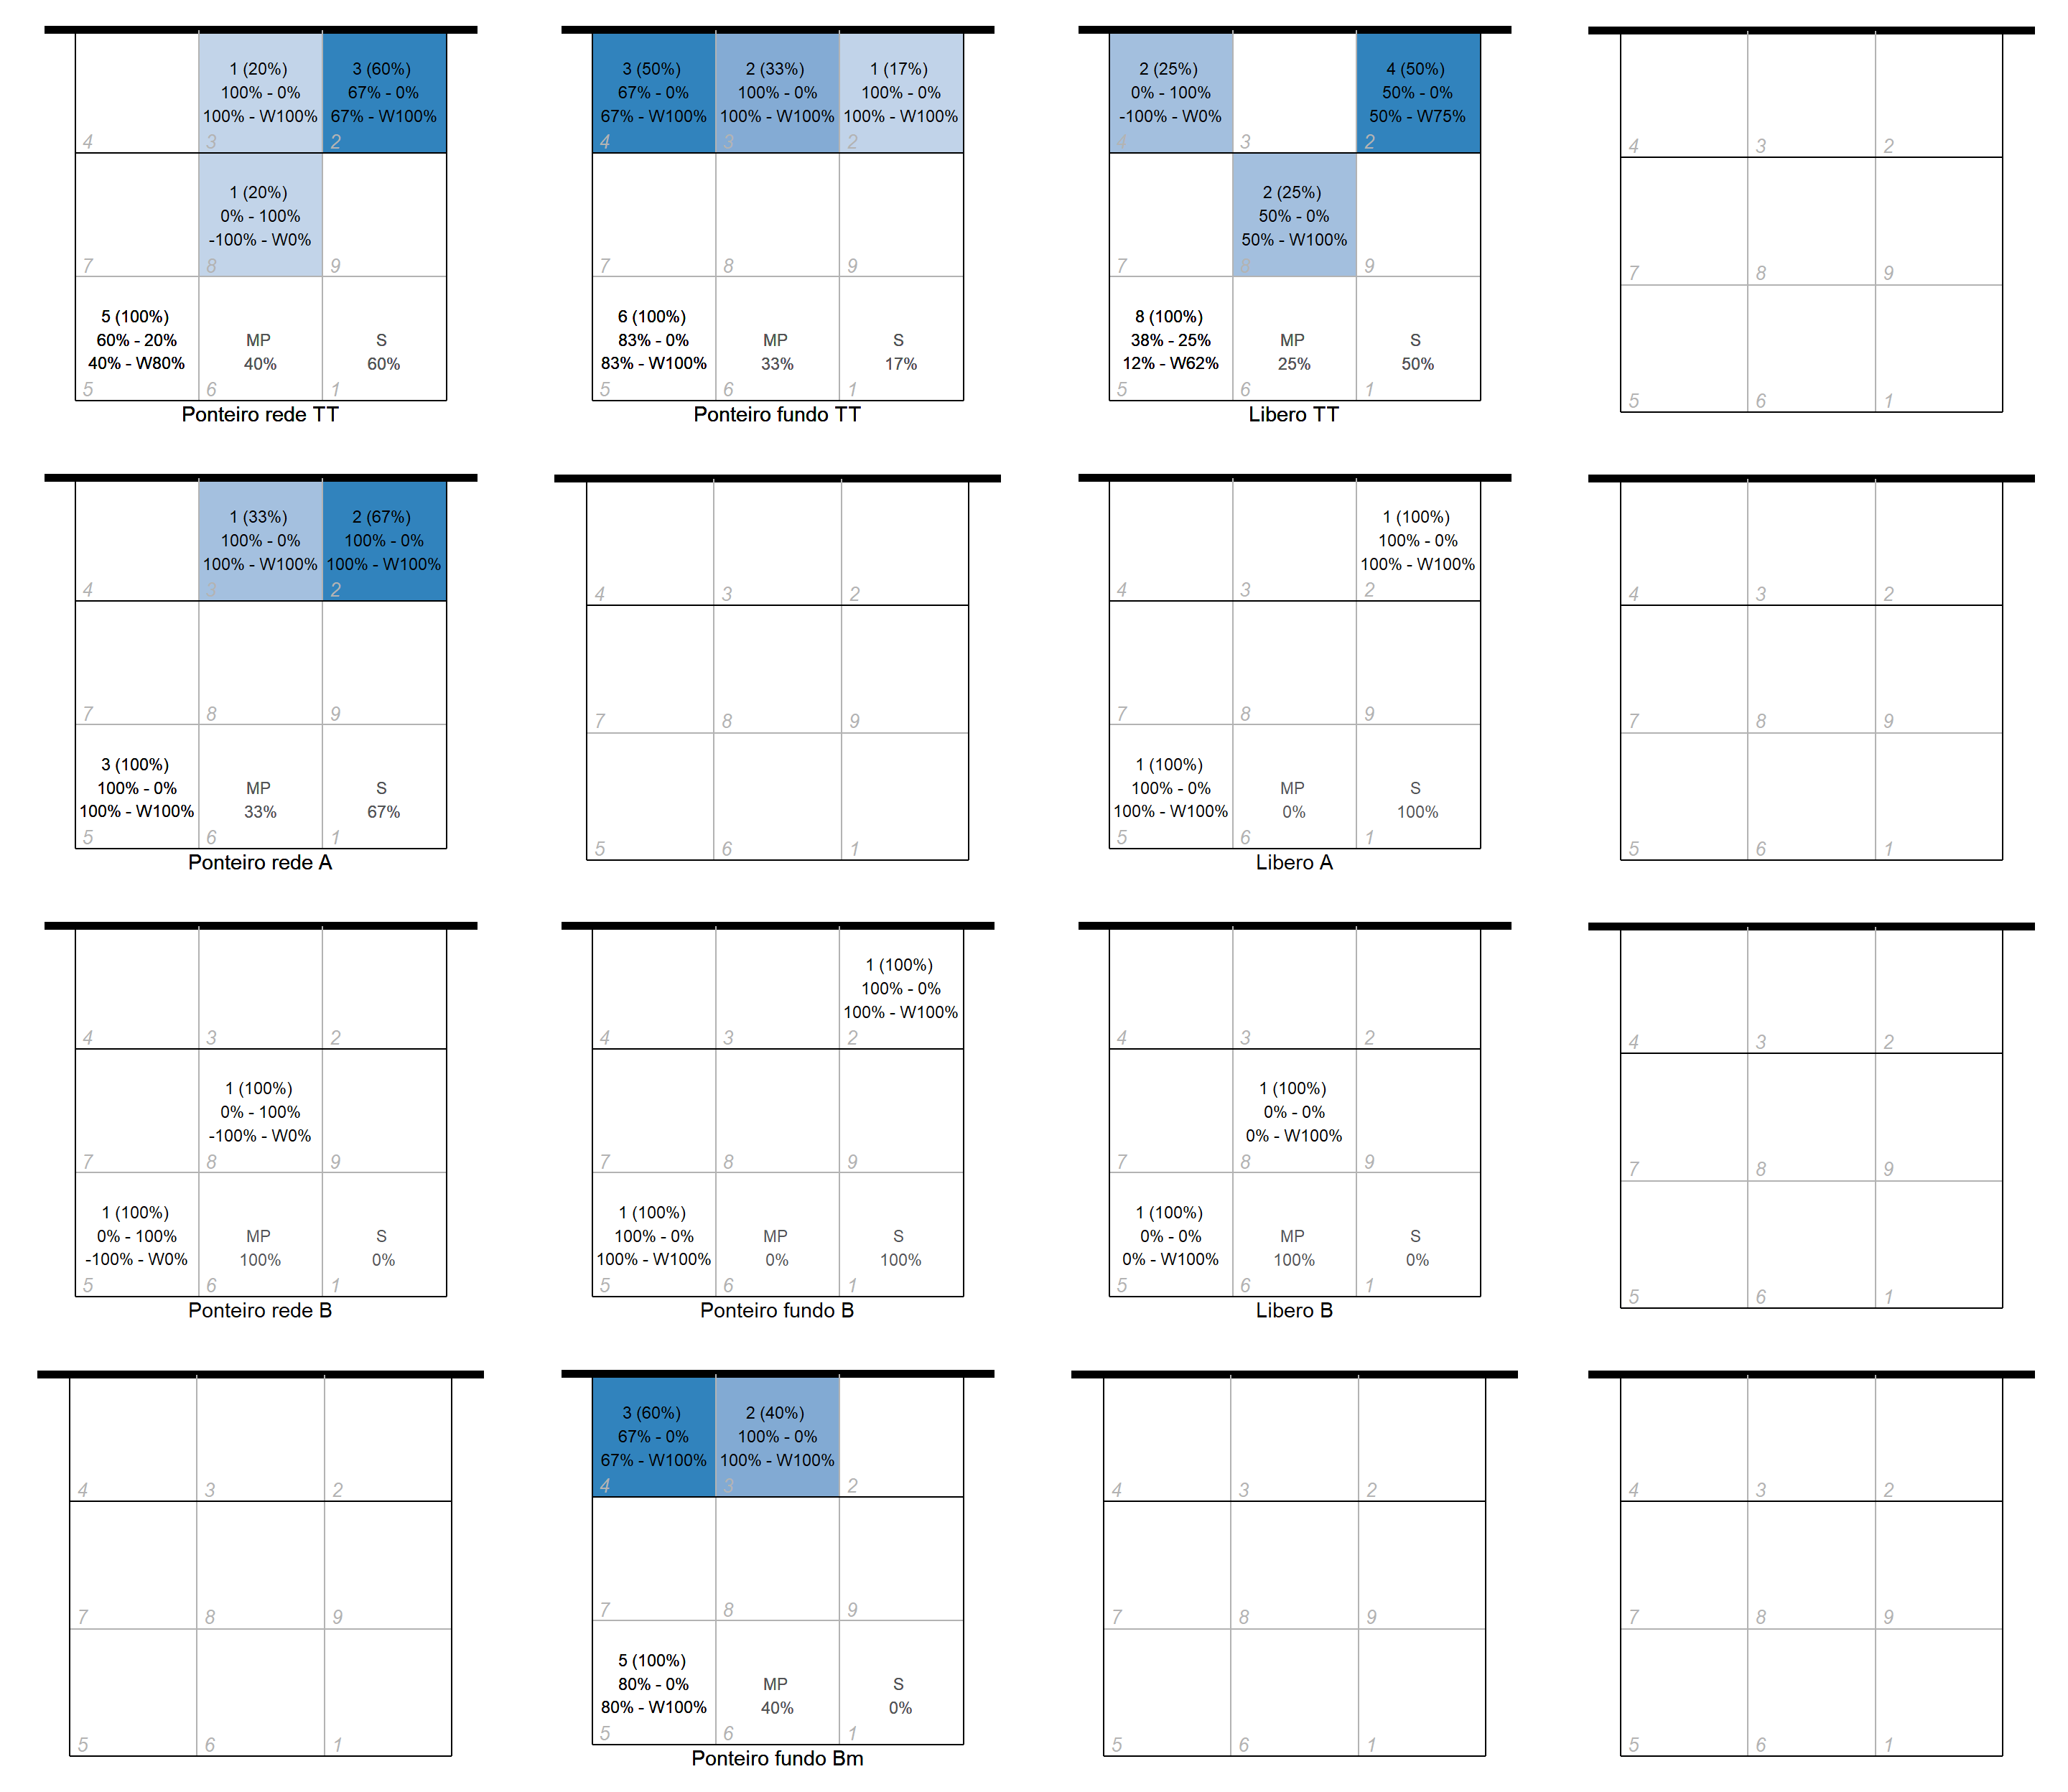 1 (20%)
100% - 0%
100% - W100%
3 (60%)
67% - 0%
67% - W100%
4
3
2
1 (20%)
0% - 100%
-100% - W0%
7
8
9
5 (100%)
60% - 20%
40% - W80%
MP
40%
S
60%
5
6
1
Ponteiro rede TT
3 (50%)
67% - 0%
67% - W100%
2 (33%)
100% - 0%
100% - W100%
1 (17%)
100% - 0%
100% - W100%
4
3
2
7
8
9
6 (100%)
83% - 0%
83% - W100%
MP
33%
S
17%
5
6
1
Ponteiro fundo TT
2 (25%)
0% - 100%
-100% - W0%
4 (50%)
50% - 0%
50% - W75%
4
3
2
2 (25%)
50% - 0%
50% - W100%
7
8
9
8 (100%)
38% - 25%
12% - W62%
MP
25%
S
50%
5
6
1
Libero TT
4
3
2
7
8
9
5
6
1
1 (33%)
100% - 0%
100% - W100%
2 (67%)
100% - 0%
100% - W100%
4
3
2
7
8
9
3 (100%)
100% - 0%
100% - W100%
MP
33%
S
67%
5
6
1
Ponteiro rede A
4
3
2
7
8
9
5
6
1
1 (100%)
100% - 0%
100% - W100%
4
3
2
7
8
9
1 (100%)
100% - 0%
100% - W100%
MP
0%
S
100%
5
6
1
Libero A
4
3
2
7
8
9
5
6
1
4
3
2
1 (100%)
0% - 100%
-100% - W0%
7
8
9
1 (100%)
0% - 100%
-100% - W0%
MP
100%
S
0%
5
6
1
Ponteiro rede B
1 (100%)
100% - 0%
100% - W100%
4
3
2
7
8
9
1 (100%)
100% - 0%
100% - W100%
MP
0%
S
100%
5
6
1
Ponteiro fundo B
4
3
2
1 (100%)
0% - 0%
0% - W100%
7
8
9
1 (100%)
0% - 0%
0% - W100%
MP
100%
S
0%
5
6
1
Libero B
4
3
2
7
8
9
5
6
1
4
3
2
7
8
9
5
6
1
3 (60%)
67% - 0%
67% - W100%
2 (40%)
100% - 0%
100% - W100%
4
3
2
7
8
9
5 (100%)
80% - 0%
80% - W100%
MP
40%
S
0%
5
6
1
Ponteiro fundo Bm
4
3
2
7
8
9
5
6
1
4
3
2
7
8
9
5
6
1